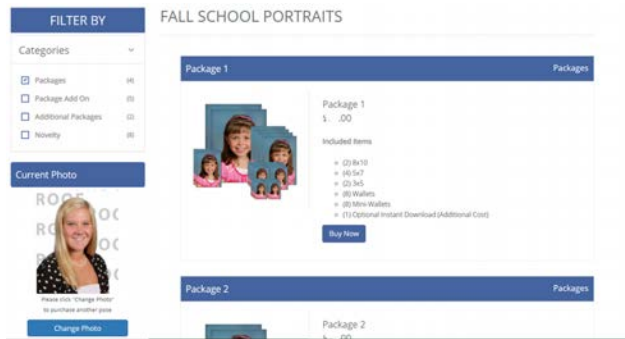 FILTER BY
Categories
Packages (4)
Package Add On (5)
Additional Packages (2)
Novelty (8)
Current Photo
Please click "Change Photo"
to purchase another pose
Change Photo
FALL SCHOOL PORTRAITS
Package 1 Packages
Package 1
$. .00
Included Items
(2) 8x10
(4) 5x7
(2) 3x5
(8) Wallets
(8) Mini-Wallets
(1) Optional Instant Download (Additional Cost)
Buy Now
Package 2 Packages
Package 2